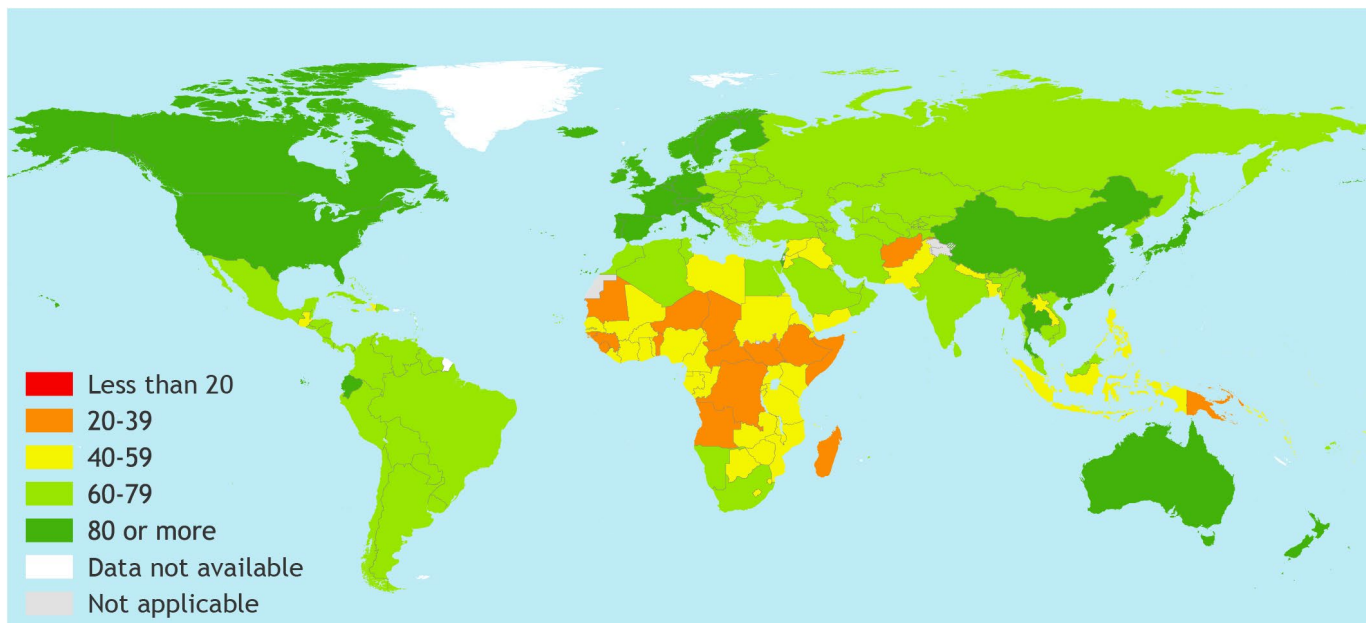 Less than 20
20-39
40-59
60-79
80 or more
Data not available
Not applicable